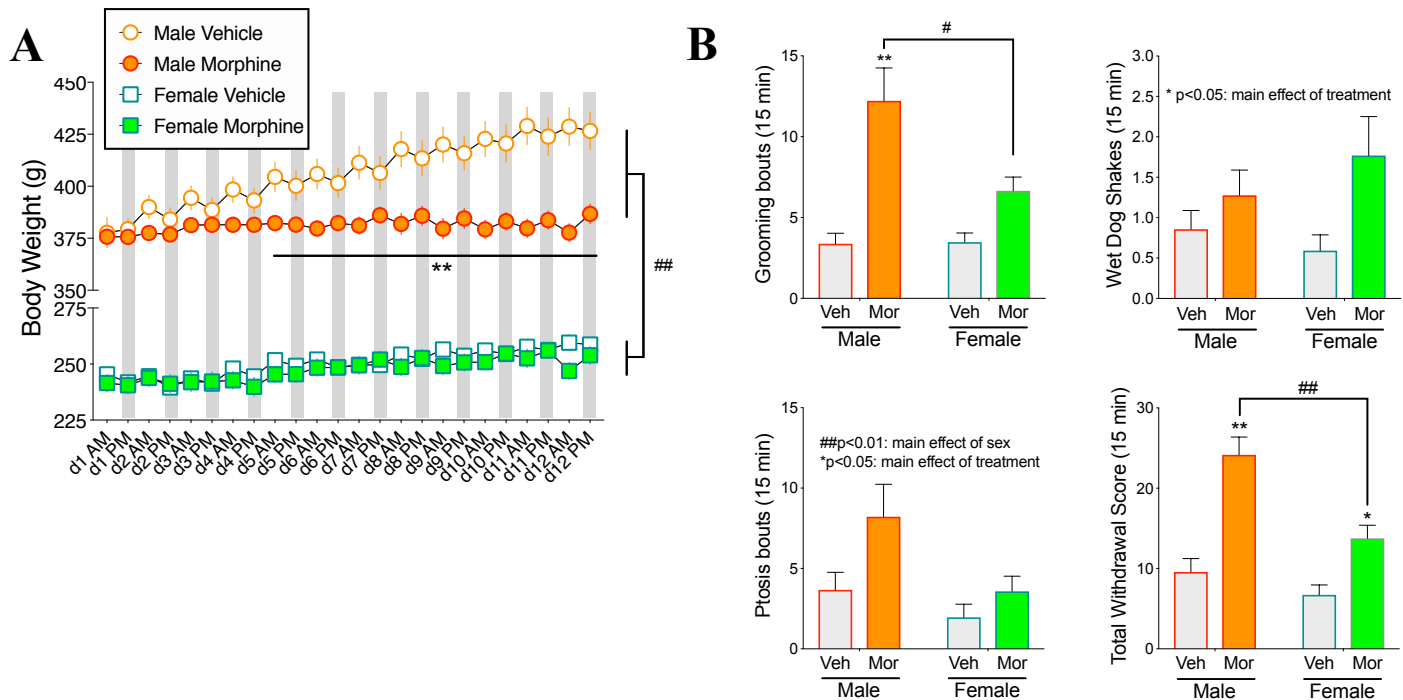 A
Male Vehicle
Male Morphine
Female Vehicle
Female Morphine
Body Weight (g)
450
425
400
375
350
275
250
225
**
##
d1 AM
d1 PM
d2 AM
d2 PM
d3 AM
d3 PM
d4 AM
d4 PM
d5 AM
d5 PM
d6 AM
d6 PM
d7 AM
d7 PM
d8 AM
d8 PM
d9 AM
d9 PM
d10 AM
d10 PM
d11 AM
d11 PM
d12 AM
d12 PM
B
Grooming bouts (15 min)
15
10
5
0
**
#
Veh Mor Veh Mor
Male Female
Wet Dog Shakes (15 min)
3.0
2.5
2.0
1.5
1.0
0.5
0.0
* p<0.05: main effect of treatment
Veh Mor Veh Mor
Male Female
Ptosis bouts (15 min)
15
10
5
0
##p<0.01: main effect of sex
*p<0.05: main effect of treatment
Veh Mor Veh Mor
Male Female
Total Withdrawal Score (15 min)
30
20
10
0
##
**
*
Veh Mor Veh Mor
Male Female